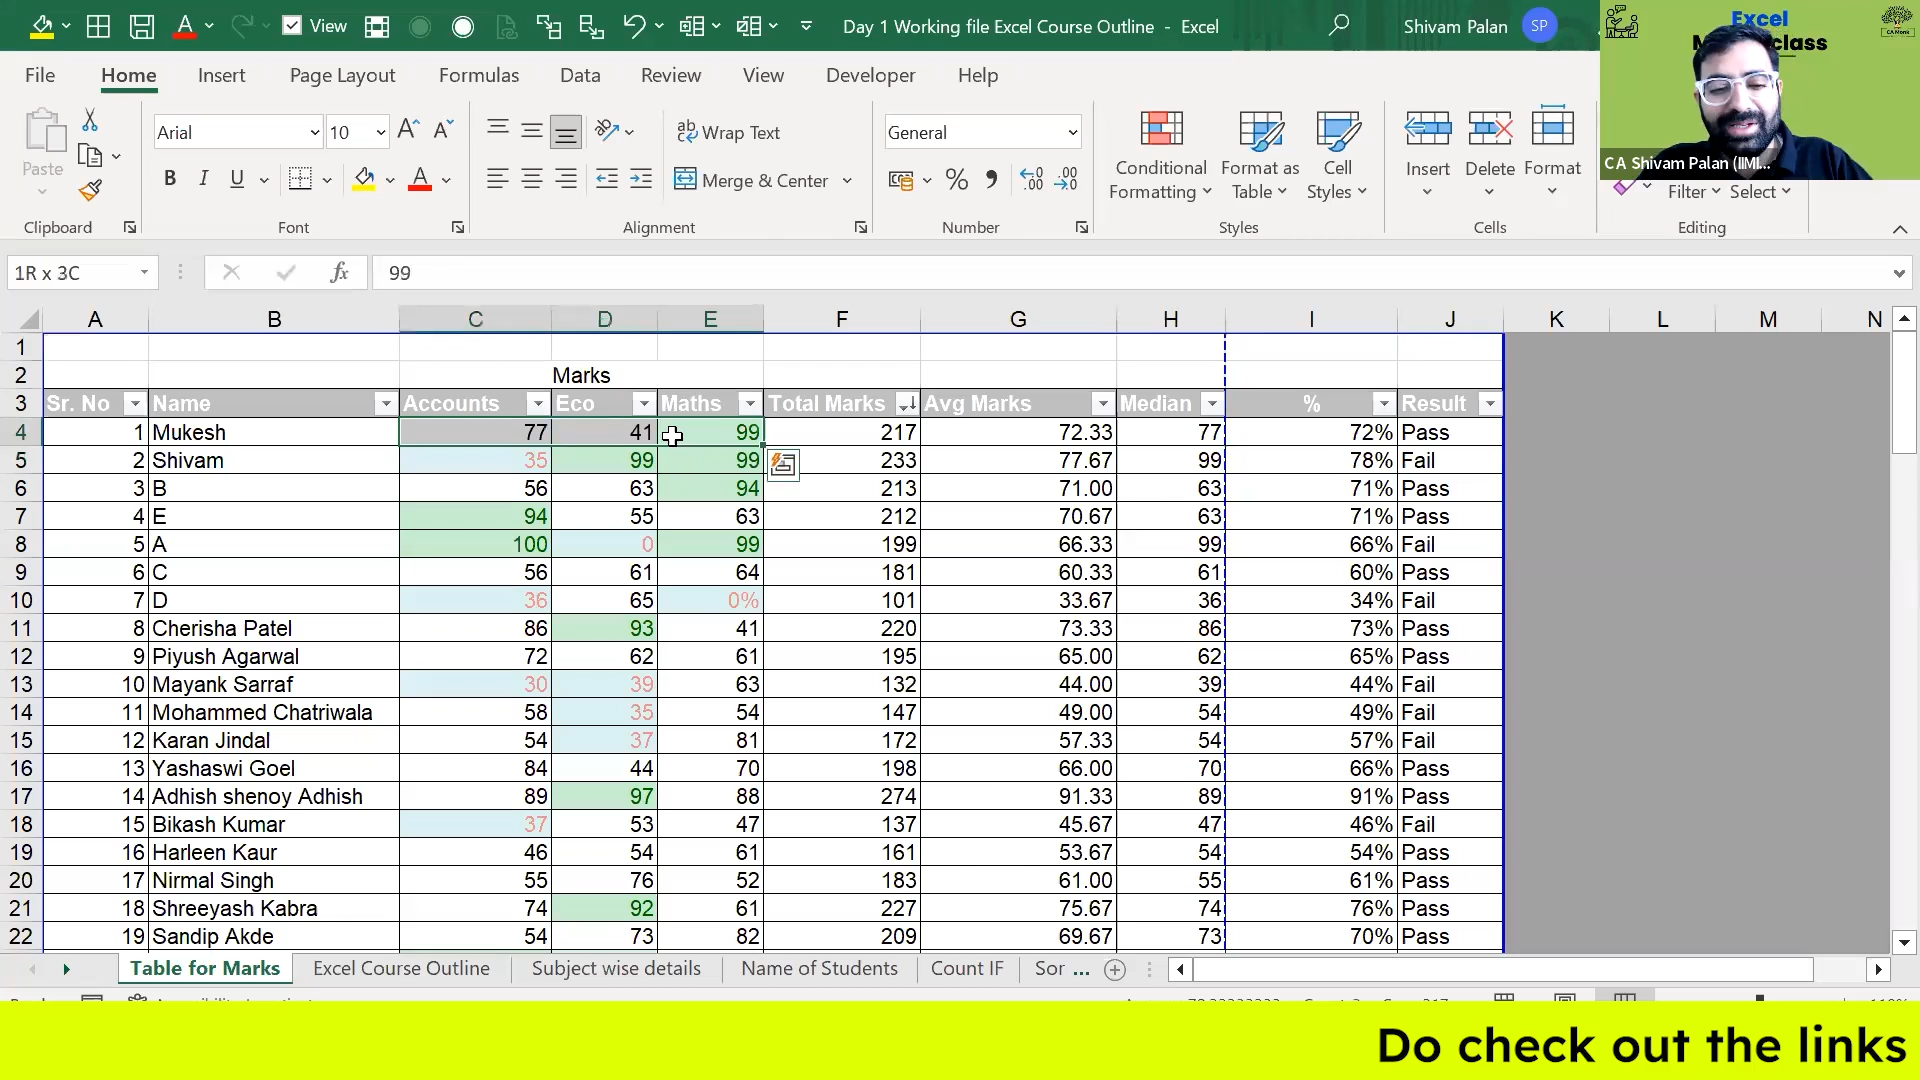 View
Day 1 Working file Excel Course Outline - Excel
Shivam Palan
SP
Excel
CA Monk
File Home Insert Page Layout Formulas Data Review View Developer Help
Arial 10
Wrap Text
General
Paste
Merge & Center
Conditional Formatting
Format as Table
Cell Styles
Insert Delete Format
CA Shivam Palan (IIMI...
Filter Select
Clipboard Font Alignment Number Styles Cells Editing
1R x 3C fx 99
A B C D E F G H I J K L M N
1
2 Marks
3 Sr. No Name Accounts Eco Maths Total Marks Avg Marks Median % Result
4 1 Mukesh 77 41 99 217 72.33 77 72% Pass
5 2 Shivam 35 99 99 233 77.67 99 78% Fail
6 3 B 56 63 94 213 71.00 63 71% Pass
7 4 E 94 55 63 212 70.67 63 71% Pass
8 5 A 100 0 99 199 66.33 99 66% Fail
9 6 C 56 61 64 181 60.33 61 60% Pass
10 7 D 36 65 0% 101 33.67 36 34% Fail
11 8 Cherisha Patel 86 93 41 220 73.33 86 73% Pass
12 9 Piyush Agarwal 72 62 61 195 65.00 62 65% Pass
13 10 Mayank Sarraf 30 39 63 132 44.00 39 44% Fail
14 11 Mohammed Chatriwala 58 35 54 147 49.00 54 49% Fail
15 12 Karan Jindal 54 37 81 172 57.33 54 57% Fail
16 13 Yashaswi Goel 84 44 70 198 66.00 70 66% Pass
17 14 Adhish shenoy Adhish 89 97 88 274 91.33 89 91% Pass
18 15 Bikash Kumar 37 53 47 137 45.67 47 46% Fail
19 16 Harleen Kaur 46 54 61 161 53.67 54 54% Pass
20 17 Nirmal Singh 55 76 52 183 61.00 55 61% Pass
21 18 Shreeyash Kabra 74 92 61 227 75.67 74 76% Pass
22 19 Sandip Akde 54 73 82 209 69.67 73 70% Pass
Table for Marks Excel Course Outline Subject wise details Name of Students Count IF Sor ...
Do check out the links